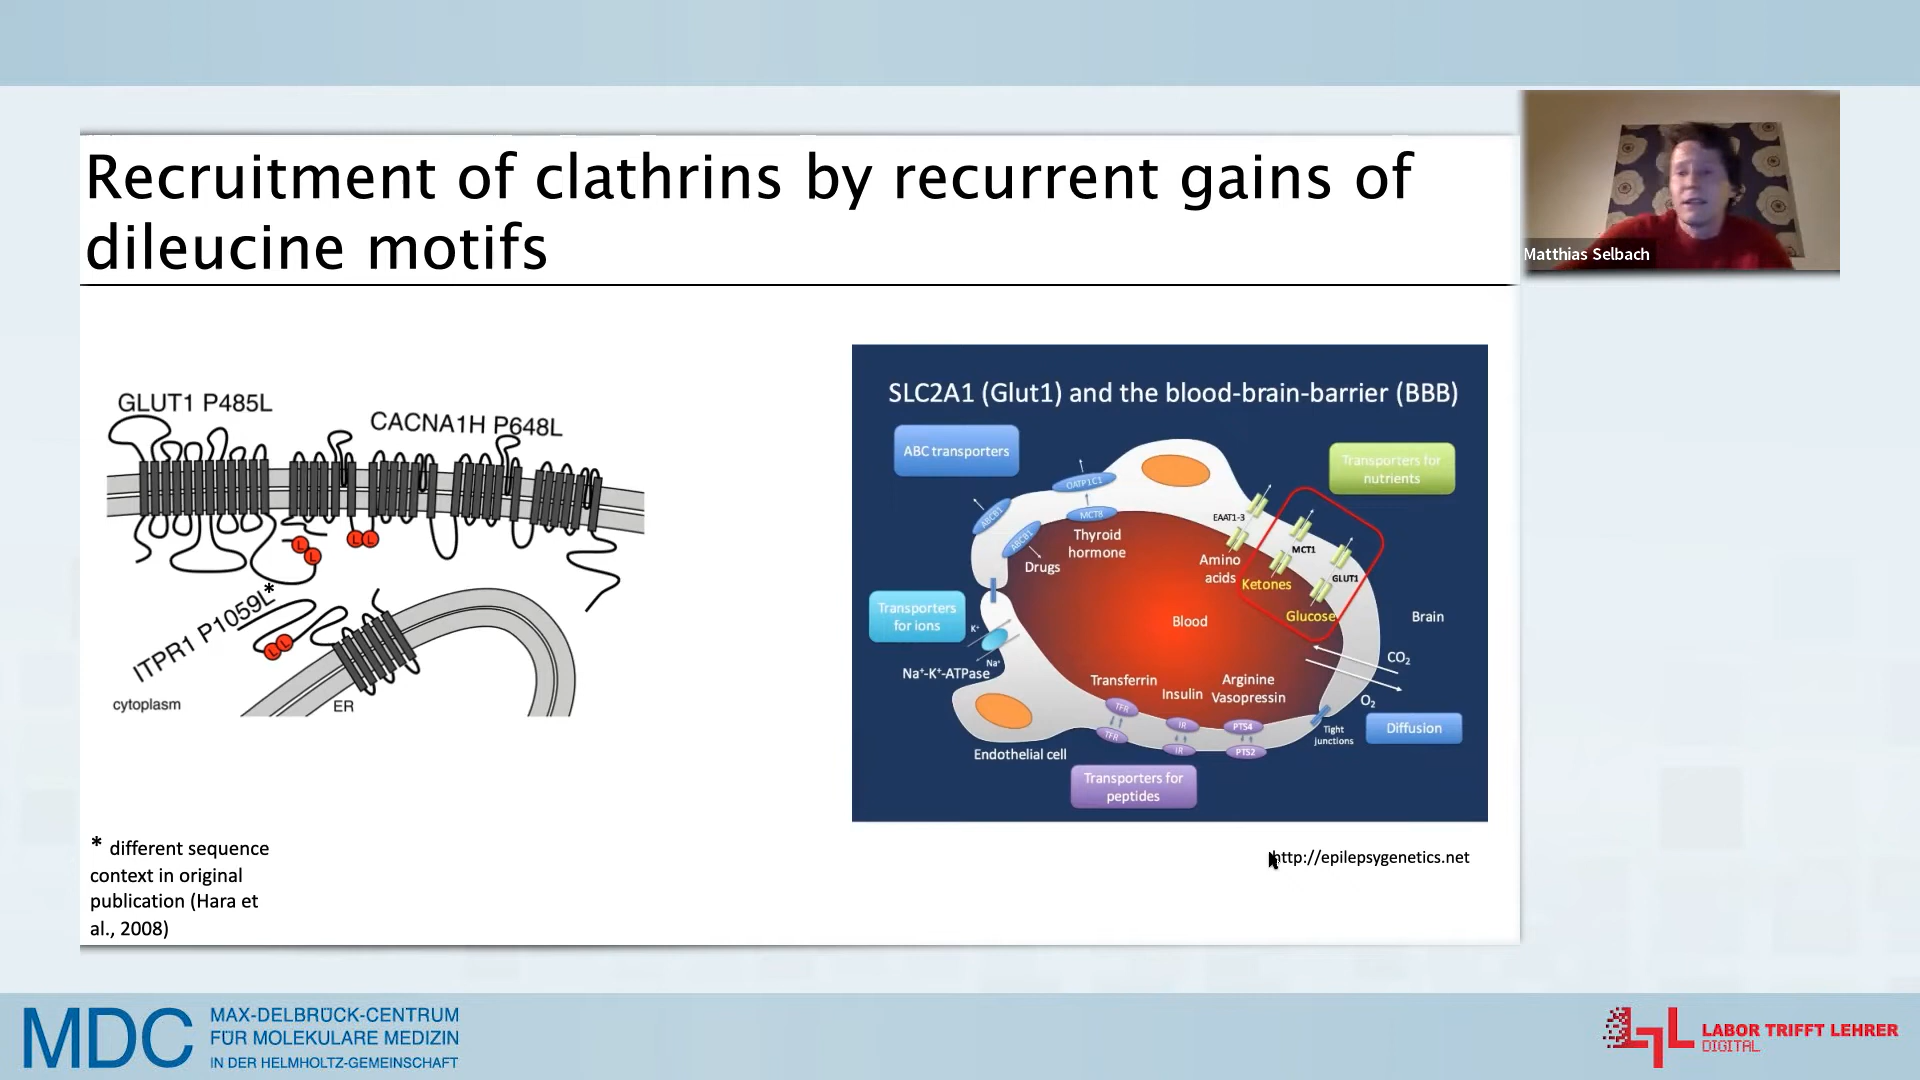 Recruitment of clathrins by recurrent gains of
dileucine motifs
Matthias Selbach
GLUT1 P485L
CACNA1H P648L
L
L
L L
ITPR1 P1059L*
L L
cytoplasm
ER
* different sequence
context in original
publication (Hara et
al., 2008)
SLC2A1 (Glut1) and the blood-brain-barrier (BBB)
ABC transporters
Transporters for
nutrients
OATP1C1
ABCB1
MCT8
ABCB1
EAAT1-3
Thyroid
hormone
Drugs
MCT1
Amino
acids
Ketones
GLUT1
Glucose
Transporters
for ions
K⁺
Na⁺
Na⁺-K⁺-ATPase
Blood
Brain
CO₂
O₂
Transferrin
Insulin
Arginine
Vasopressin
TFR
TFR
IR
IR
PTS4
PTS2
Tight
junctions
Diffusion
Endothelial cell
Transporters for
peptides
http://epilepsygenetics.net
MDC
MAX-DELBRÜCK-CENTRUM
FÜR MOLEKULARE MEDIZIN
IN DER HELMHOLTZ-GEMEINSCHAFT
LTL
LABOR TRIFFT LEHRER
DIGITAL